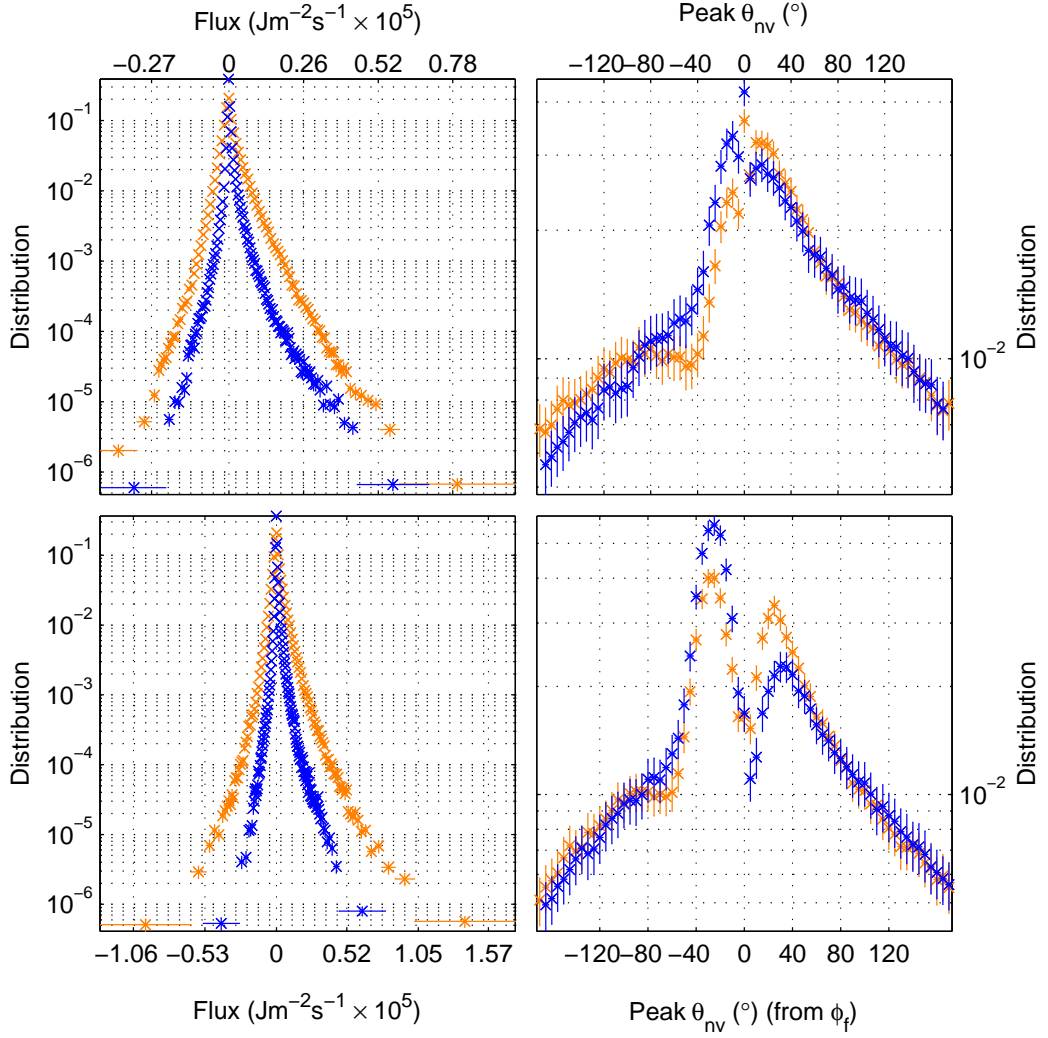 Flux (Jm⁻²s⁻¹ × 10⁵)
Peak θnv (°)
−0.27 0 0.26 0.52 0.78
−120 −80 −40 0 40 80 120
Distribution
10⁻¹
10⁻²
10⁻³
10⁻⁴
10⁻⁵
10⁻⁶
10⁻²
Distribution
Distribution
10⁻¹
10⁻²
10⁻³
10⁻⁴
10⁻⁵
10⁻⁶
10⁻²
Distribution
−1.06 −0.53 0 0.52 1.05 1.57
−120 −80 −40 0 40 80 120
Flux (Jm⁻²s⁻¹ × 10⁵)
Peak θnv (°) (from ϕf)